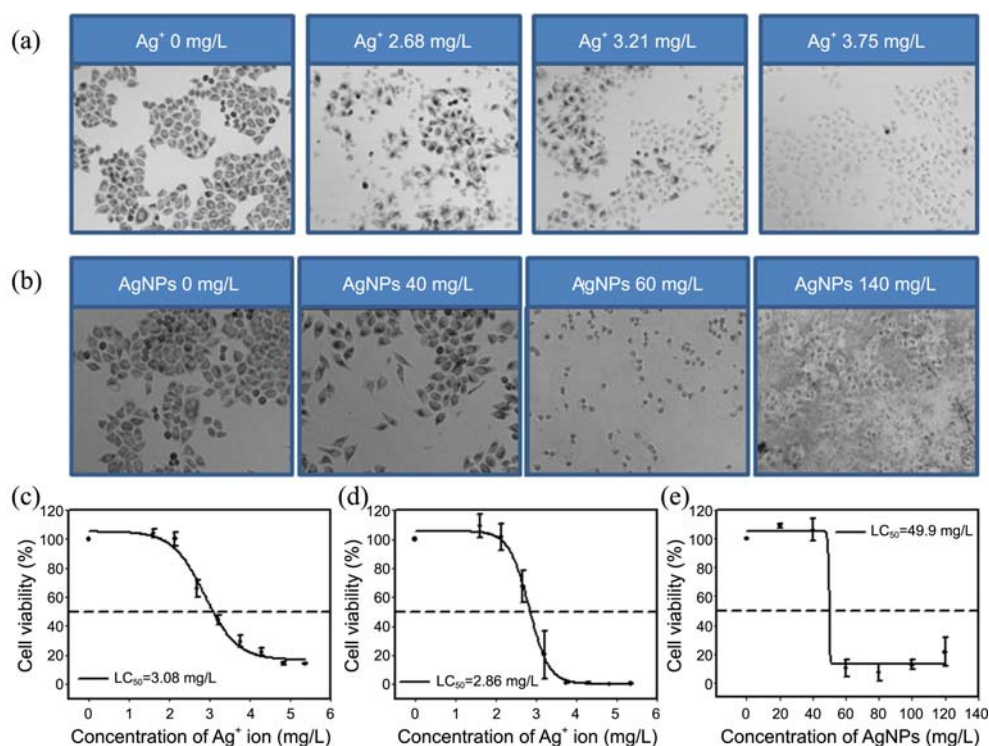 (a)
Ag⁺ 0 mg/L
Ag⁺ 2.68 mg/L
Ag⁺ 3.21 mg/L
Ag⁺ 3.75 mg/L
(b)
AgNPs 0 mg/L
AgNPs 40 mg/L
AgNPs 60 mg/L
AgNPs 140 mg/L
(c)
120
100
80
60
40
20
0
Cell viability (%)
LC₅₀=3.08 mg/L
0 1 2 3 4 5 6
Concentration of Ag⁺ ion (mg/L)
(d)
120
100
80
60
40
20
0
Cell viability (%)
LC₅₀=2.86 mg/L
0 1 2 3 4 5 6
Concentration of Ag⁺ ion (mg/L)
(e)
120
100
80
60
40
20
0
Cell viability (%)
LC₅₀=49.9 mg/L
0 20 40 60 80 100 120 140
Concentration of AgNPs (mg/L)